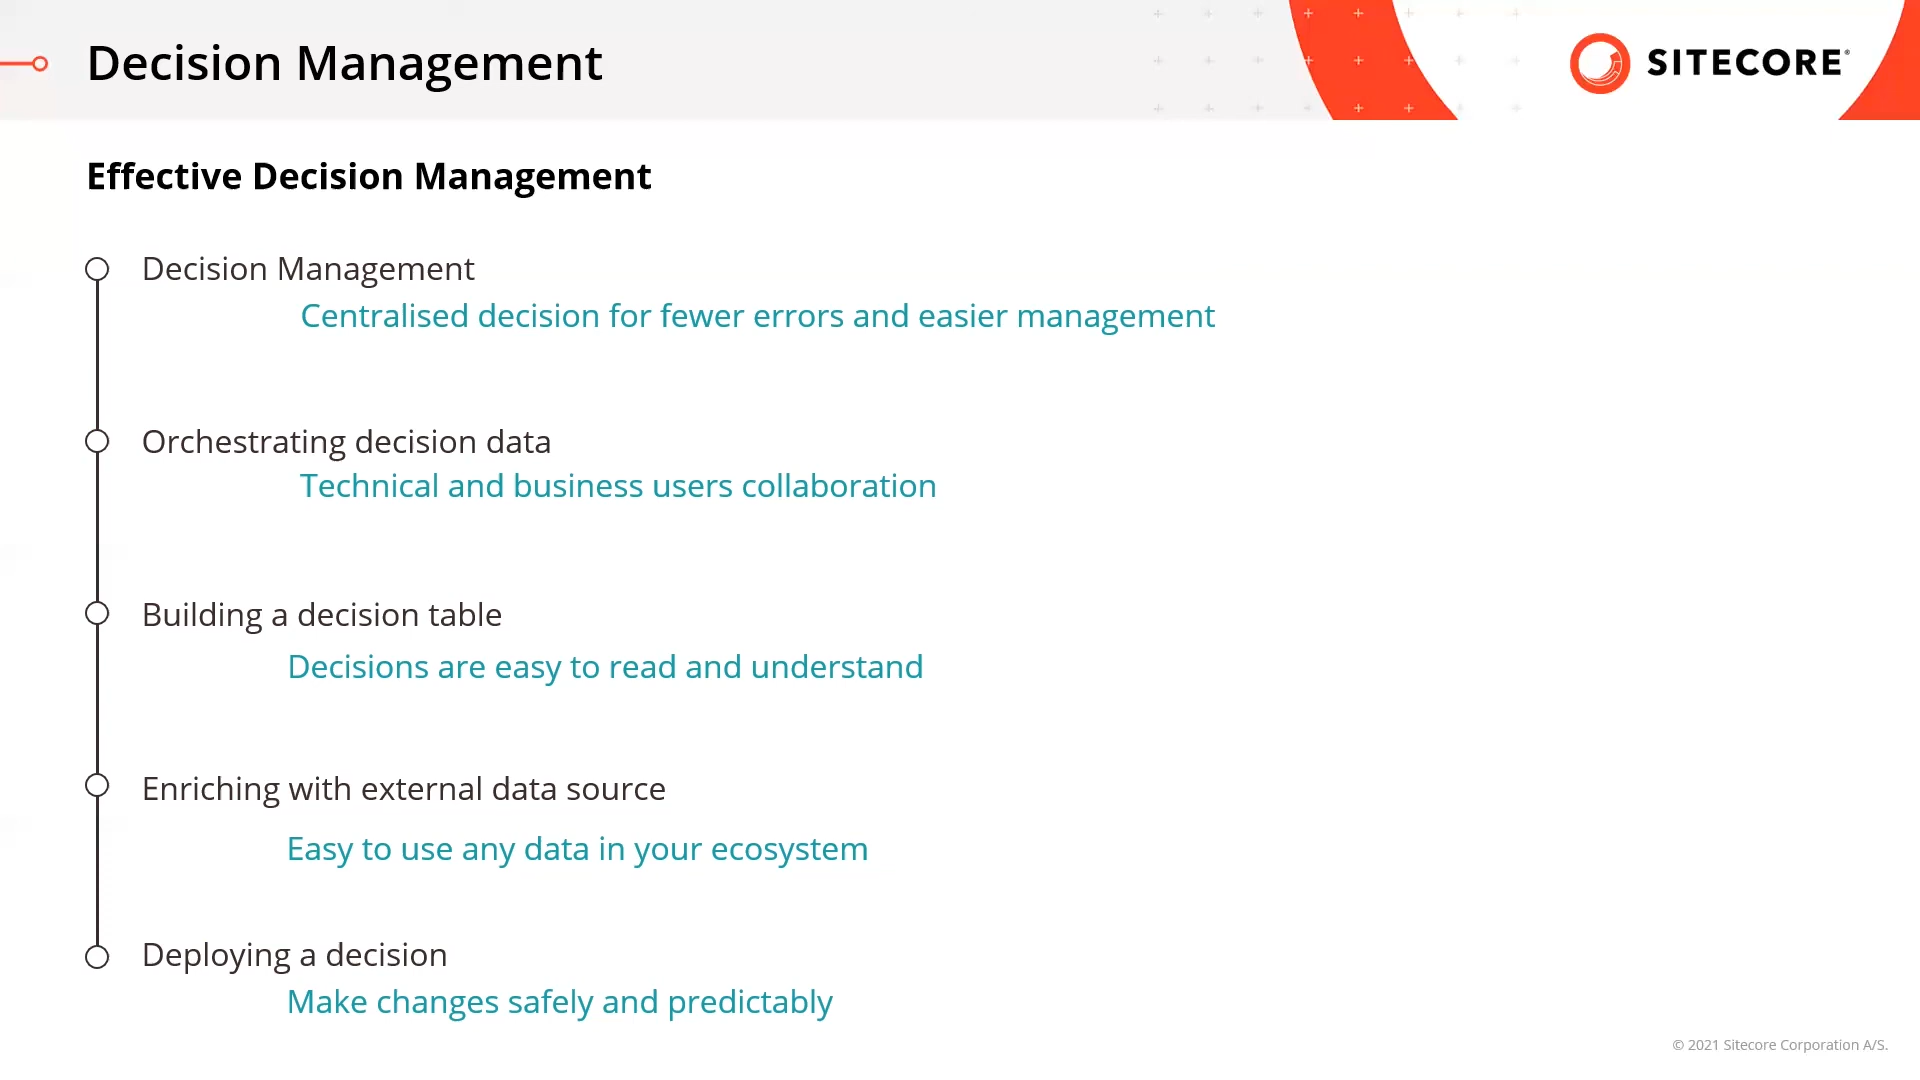 Decision Management
SITECORE®
Effective Decision Management
Decision Management
Centralised decision for fewer errors and easier management
Orchestrating decision data
Technical and business users collaboration
Building a decision table
Decisions are easy to read and understand
Enriching with external data source
Easy to use any data in your ecosystem
Deploying a decision
Make changes safely and predictably
© 2021 Sitecore Corporation A/S.